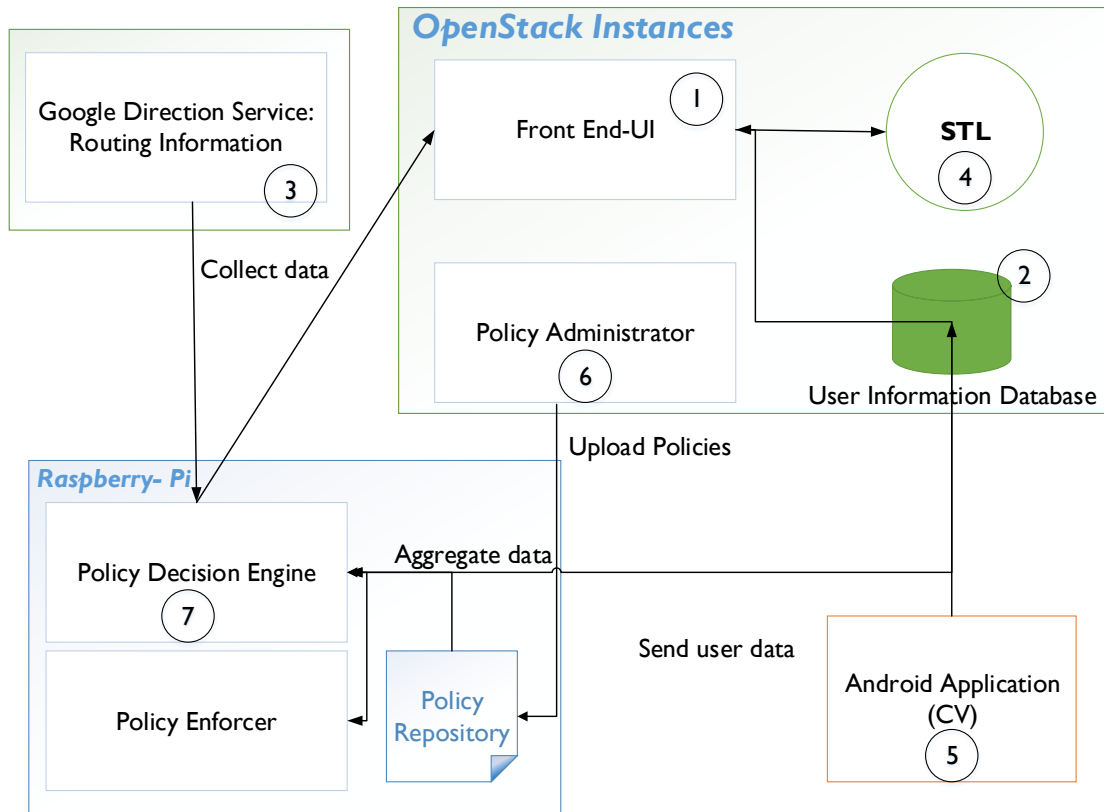 OpenStack Instances
Google Direction Service:
Routing Information
3
Front End-UI
1
STL
4
Collect data
Policy Administrator
6
2
User Information Database
Upload Policies
Raspberry- Pi
Policy Decision Engine
7
Aggregate data
Send user data
Policy Enforcer
Policy
Repository
Android Application
(CV)
5